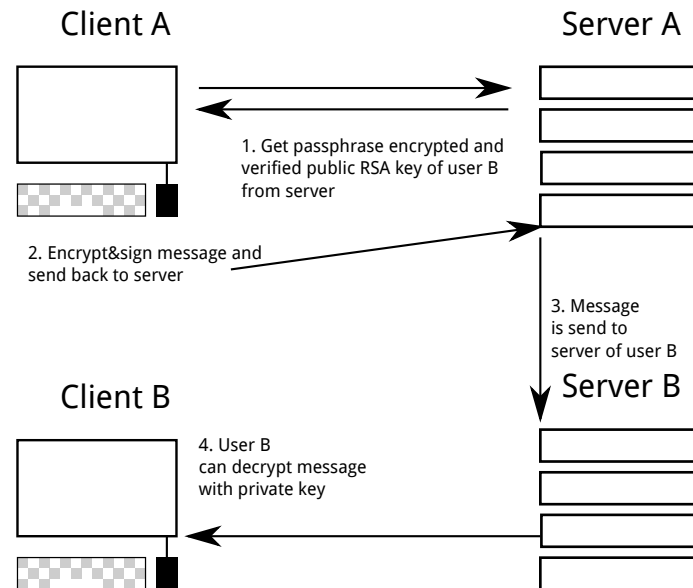 Client A
Server A
1. Get passphrase encrypted and
verified public RSA key of user B
from server
2. Encrypt&sign message and
send back to server
3. Message
is send to
server of user B
Client B
Server B
4. User B
can decrypt message
with private key